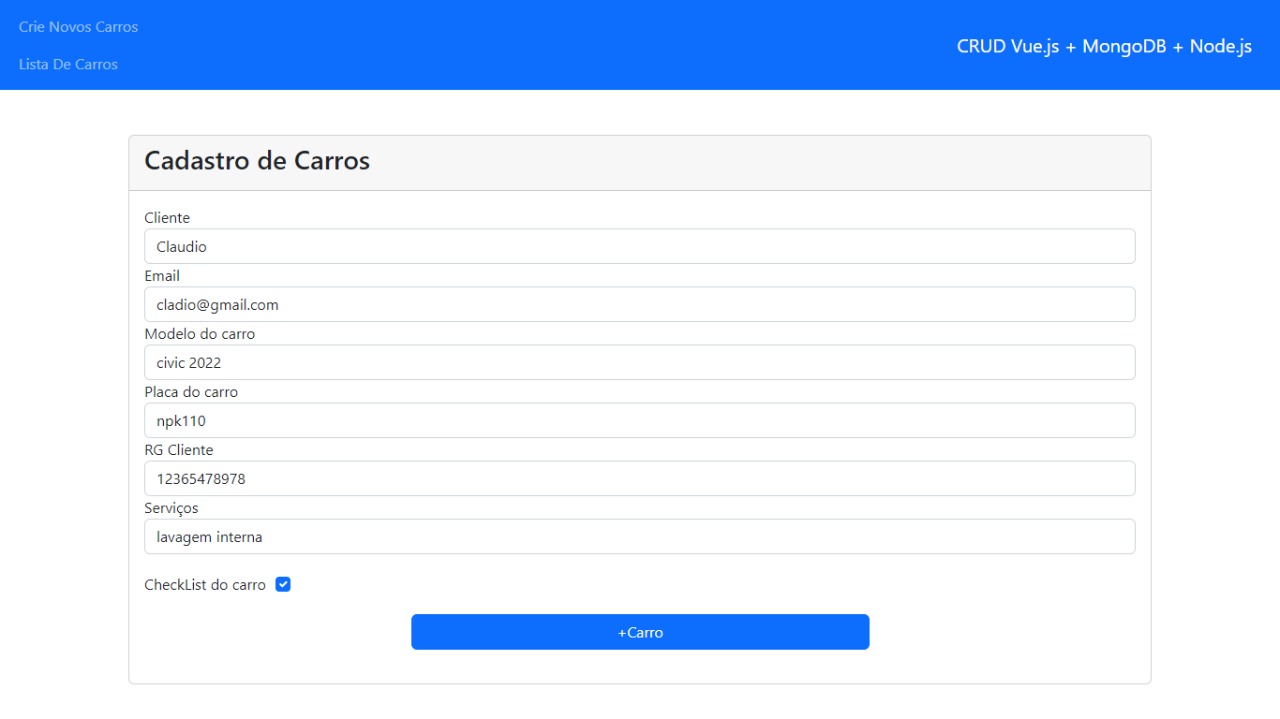 Crie Novos Carros
Lista De Carros
CRUD Vue.js + MongoDB + Node.js
Cadastro de Carros
Cliente
Claudio
Email
cladio@gmail.com
Modelo do carro
civic 2022
Placa do carro
npk110
RG Cliente
12365478978
Serviços
lavagem interna
CheckList do carro
+Carro